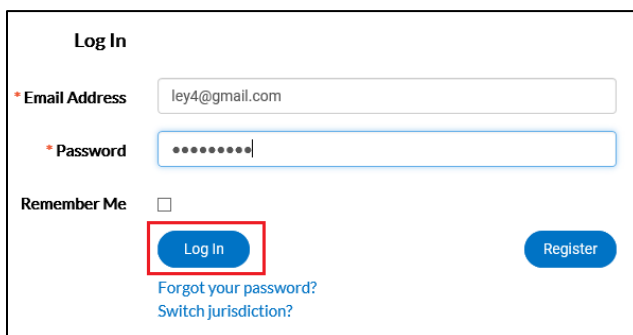 Log In
* Email Address ley4@gmail.com
* Password •••••••••
Remember Me
Log In Register
Forgot your password?
Switch jurisdiction?